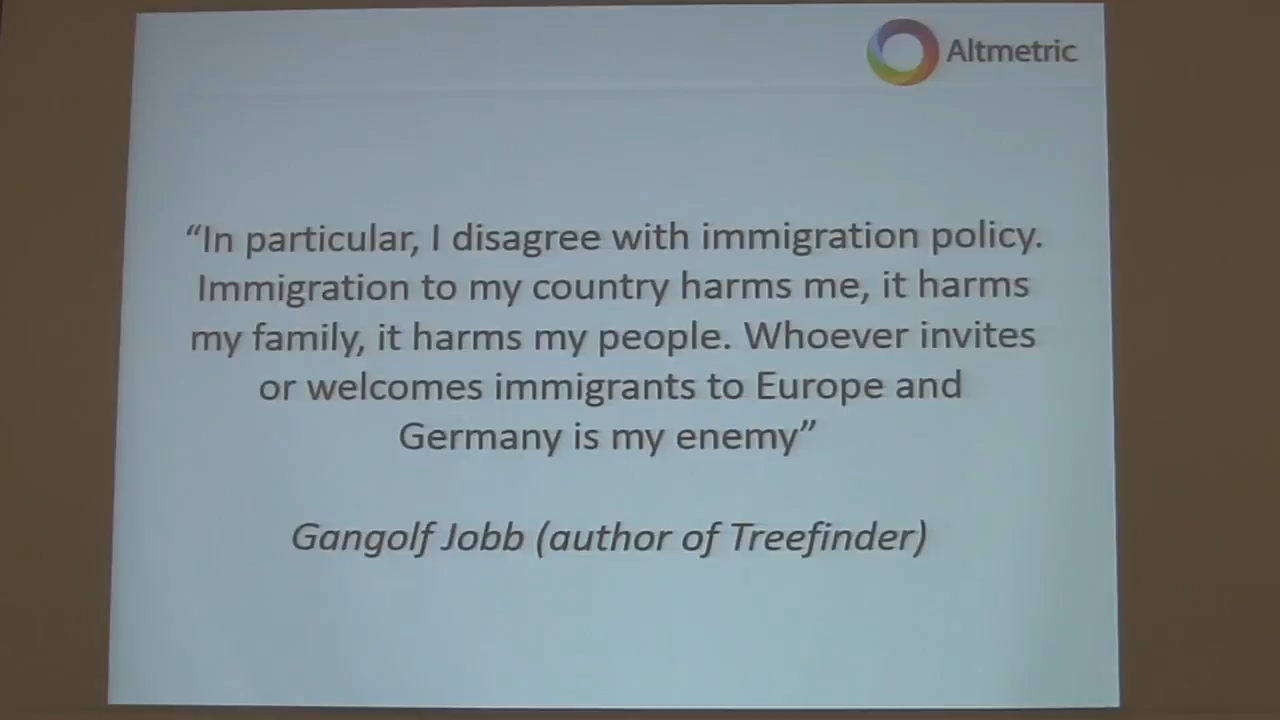 Altmetric
“In particular, I disagree with immigration policy.
Immigration to my country harms me, it harms
my family, it harms my people. Whoever invites
or welcomes immigrants to Europe and
Germany is my enemy”
Gangolf Jobb (author of Treefinder)